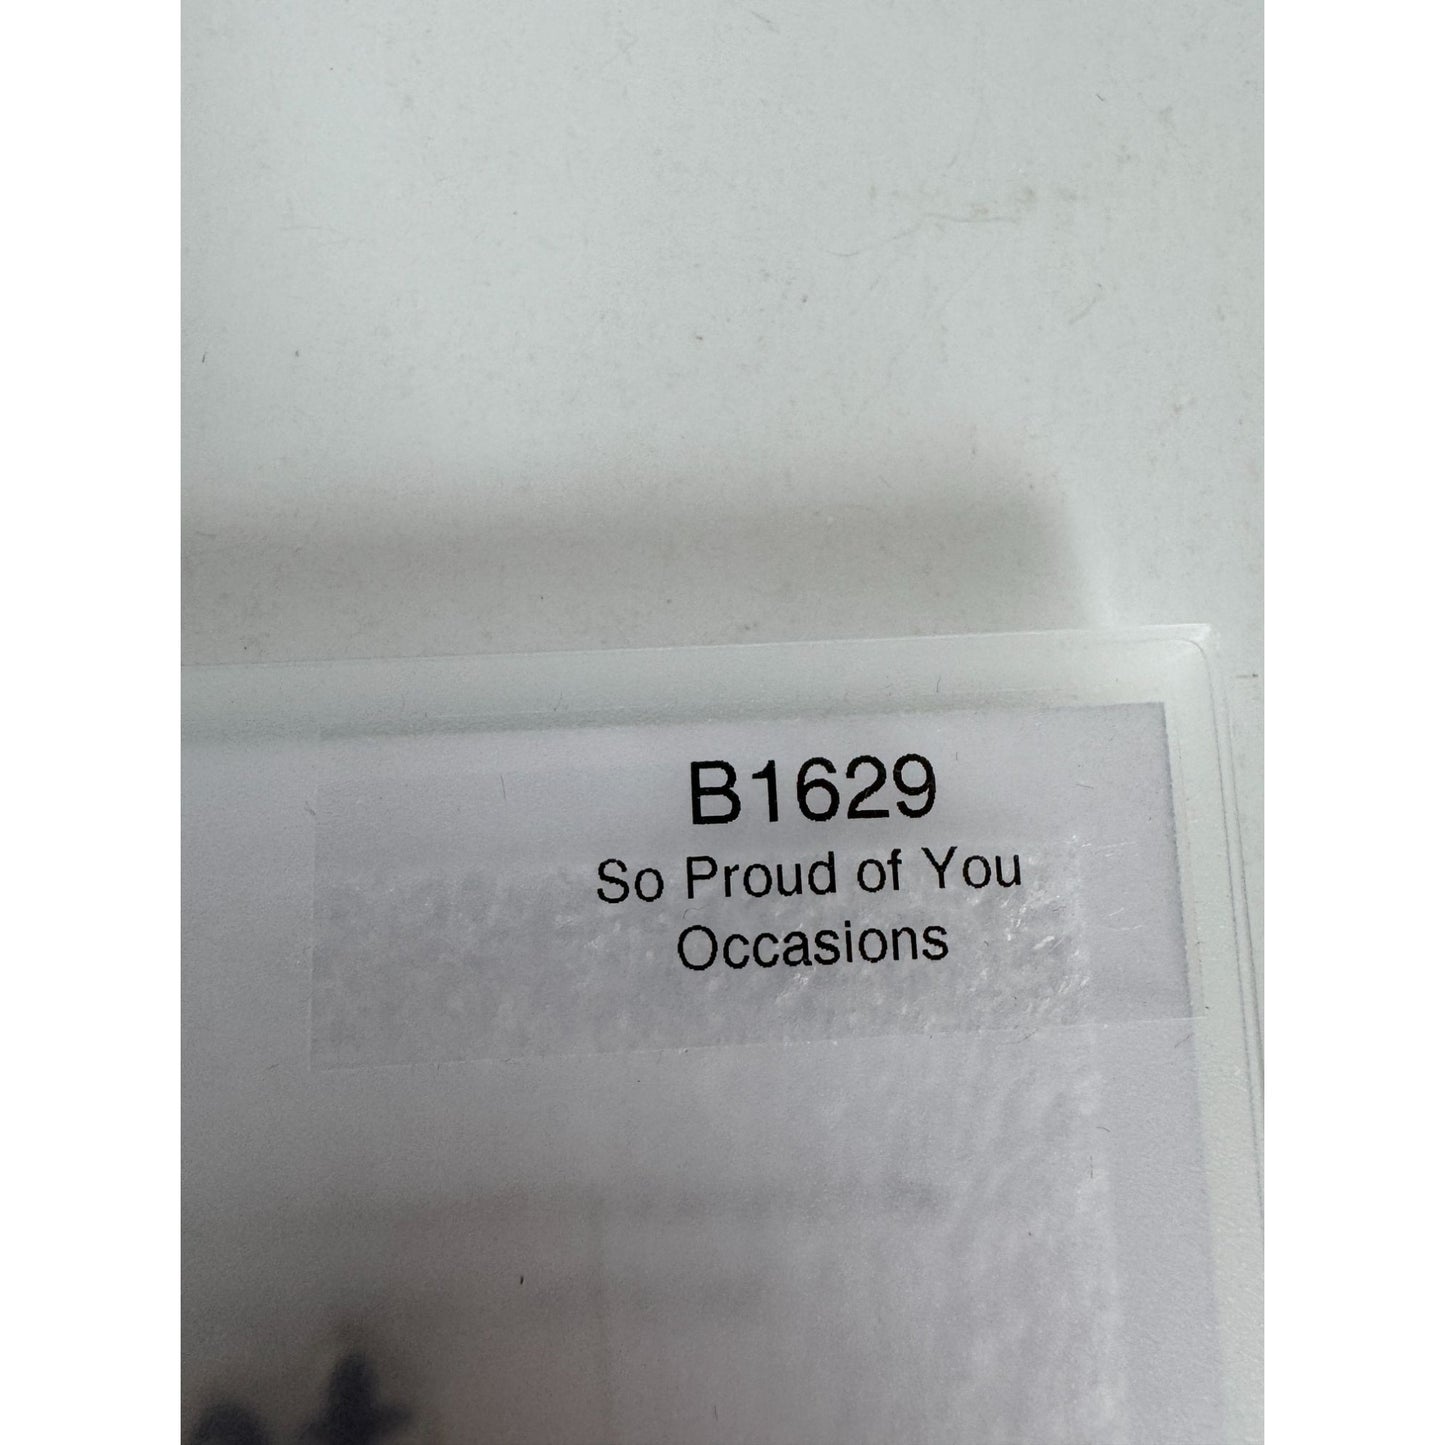 B1629
So Proud of You
Occasions